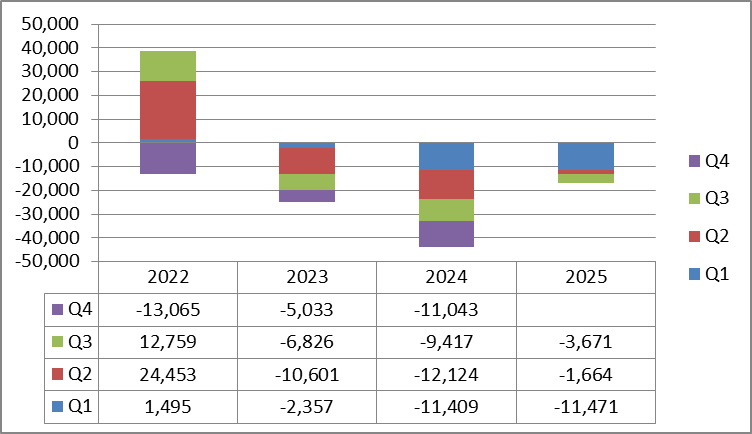 50,000
40,000
30,000
20,000
10,000
0
-10,000
-20,000
-30,000
-40,000
-50,000
Q4
Q3
Q2
Q1
2022 2023 2024 2025
Q4 -13,065 -5,033 -11,043
Q3 12,759 -6,826 -9,417 -3,671
Q2 24,453 -10,601 -12,124 -1,664
Q1 1,495 -2,357 -11,409 -11,471